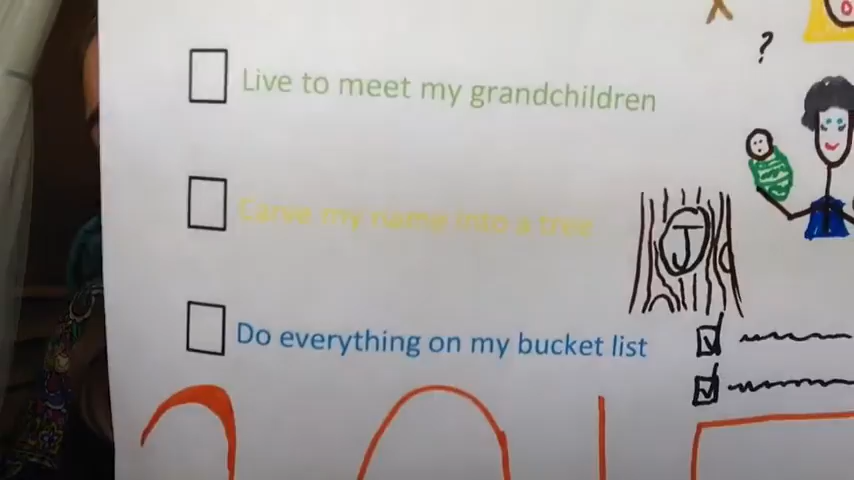 ?
Live to meet my grandchildren
Carve my name into a tree
J
Do everything on my bucket list